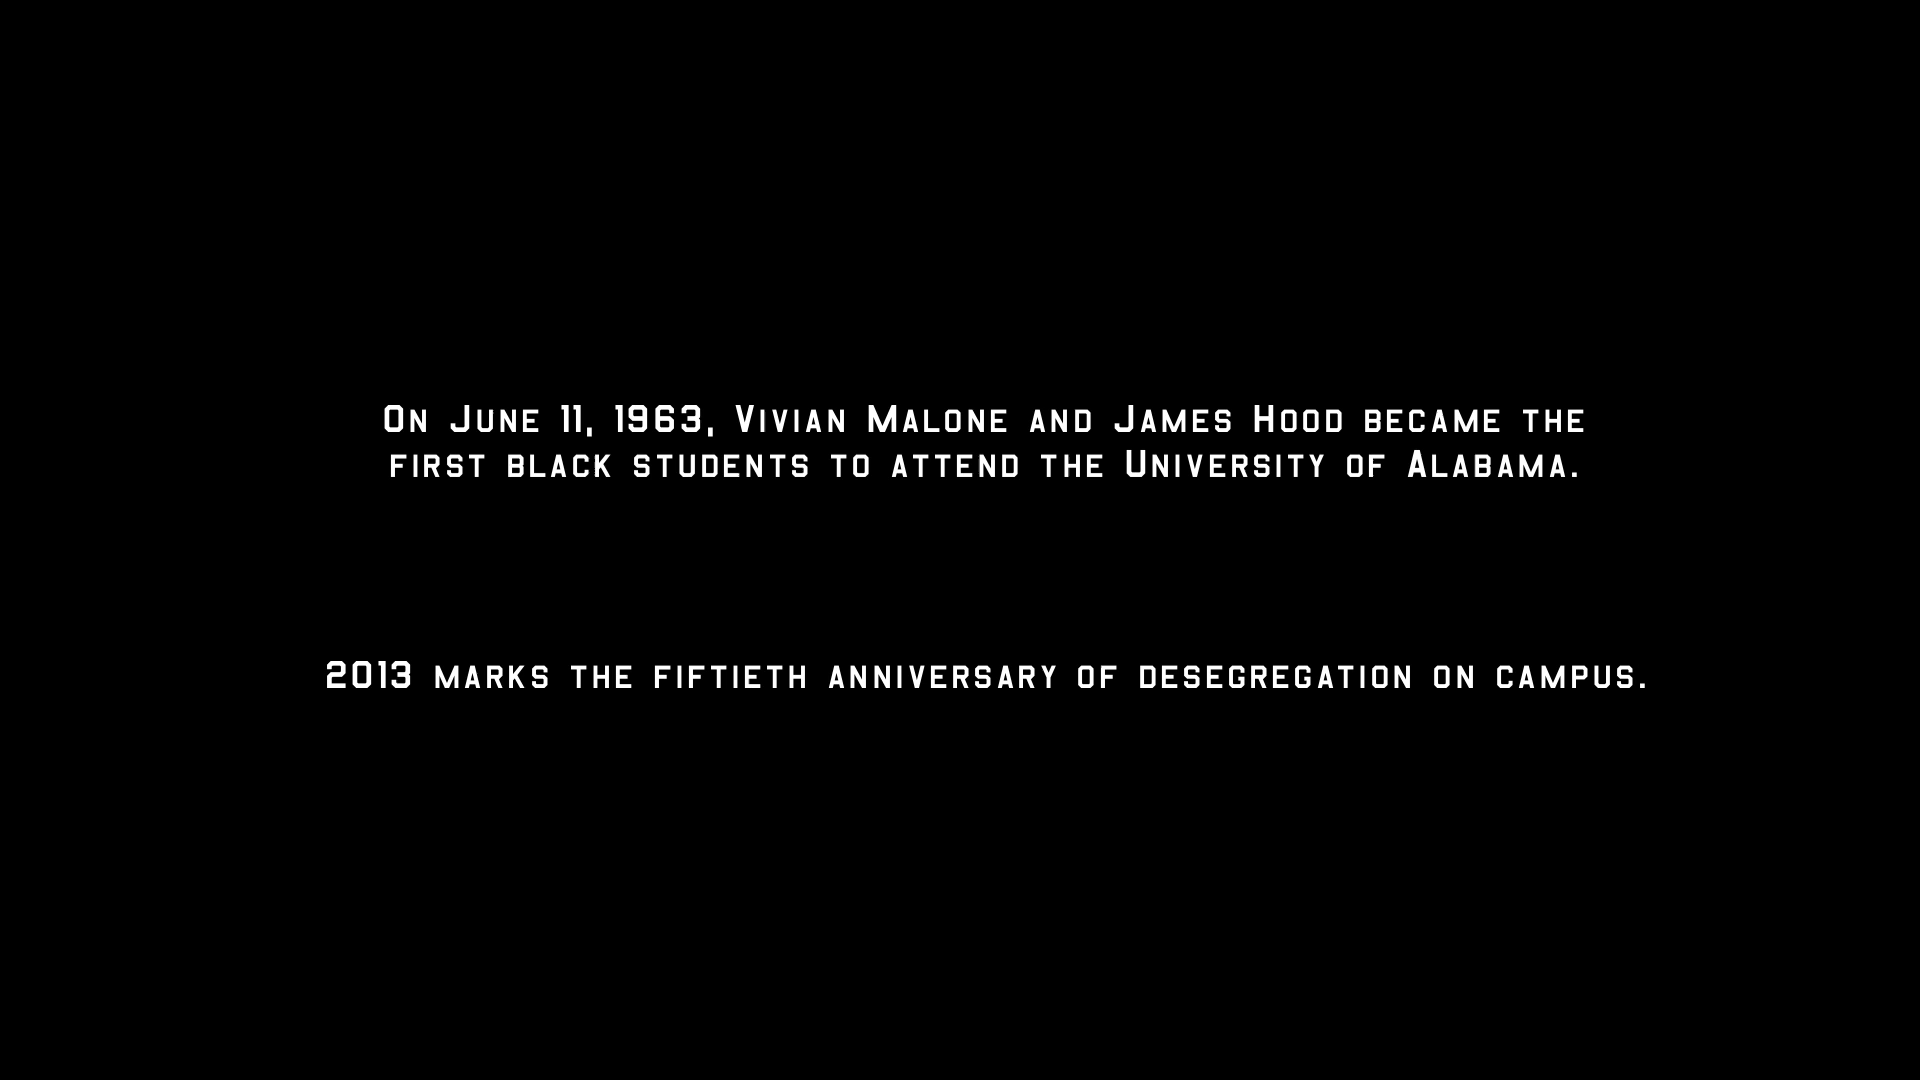 On June 11, 1963, Vivian Malone and James Hood became the
first black students to attend the University of Alabama.
2013 marks the fiftieth anniversary of desegregation on campus.